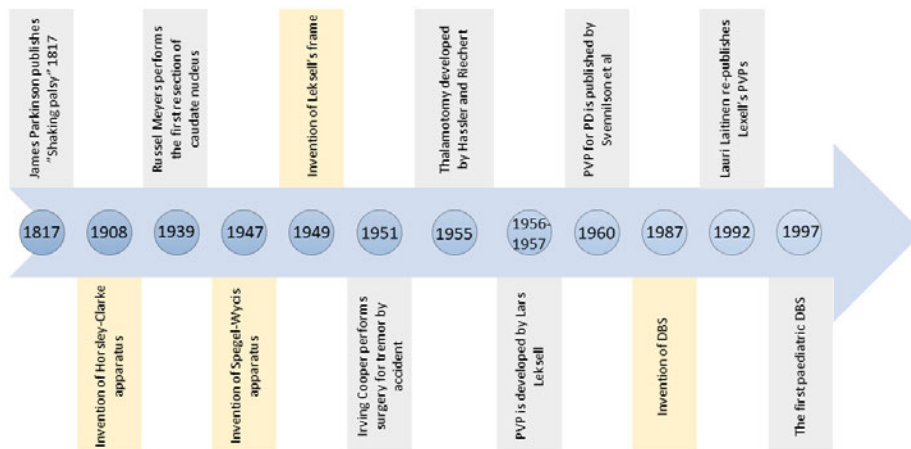 James Parkinson publishes
"Shaking palsy" 1817
Russel Meyers performs
the first resection of
caudate nucleus
Invention of Leksell's frame
Thalamotomy developed
by Hassler and Riechert
PVP for PD is published by
Svennilson et al
Lauri Laitinen re-publishes
Lexell's PVPs
1817
1908
1939
1947
1949
1951
1955
1956-
1957
1960
1987
1992
1997
Invention of Horsley-Clarke
apparatus
Invention of Spegel-Wycis
apparatus
Irving Cooper performs
surgery for tremor by
accident
PVP is developed by Lars
Leksell
Invention of DBS
The first paediatric DBS